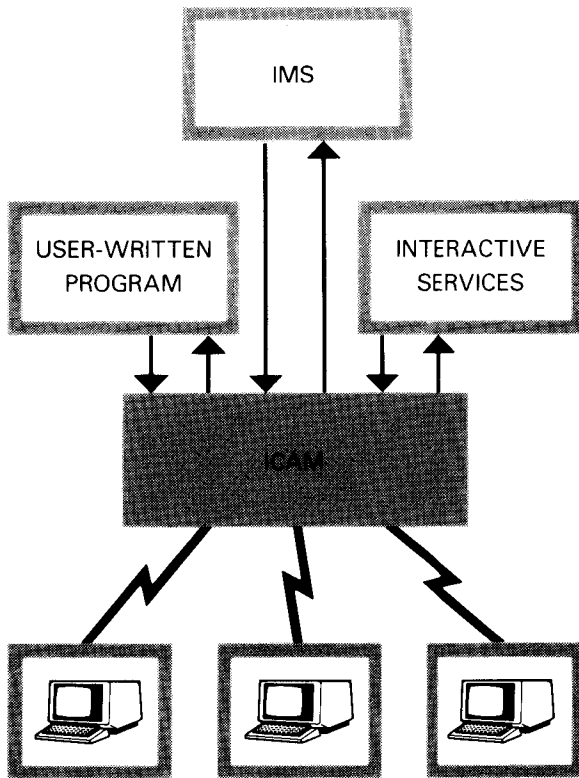 IMS
USER-WRITTEN
PROGRAM
INTERACTIVE
SERVICES
ICAM